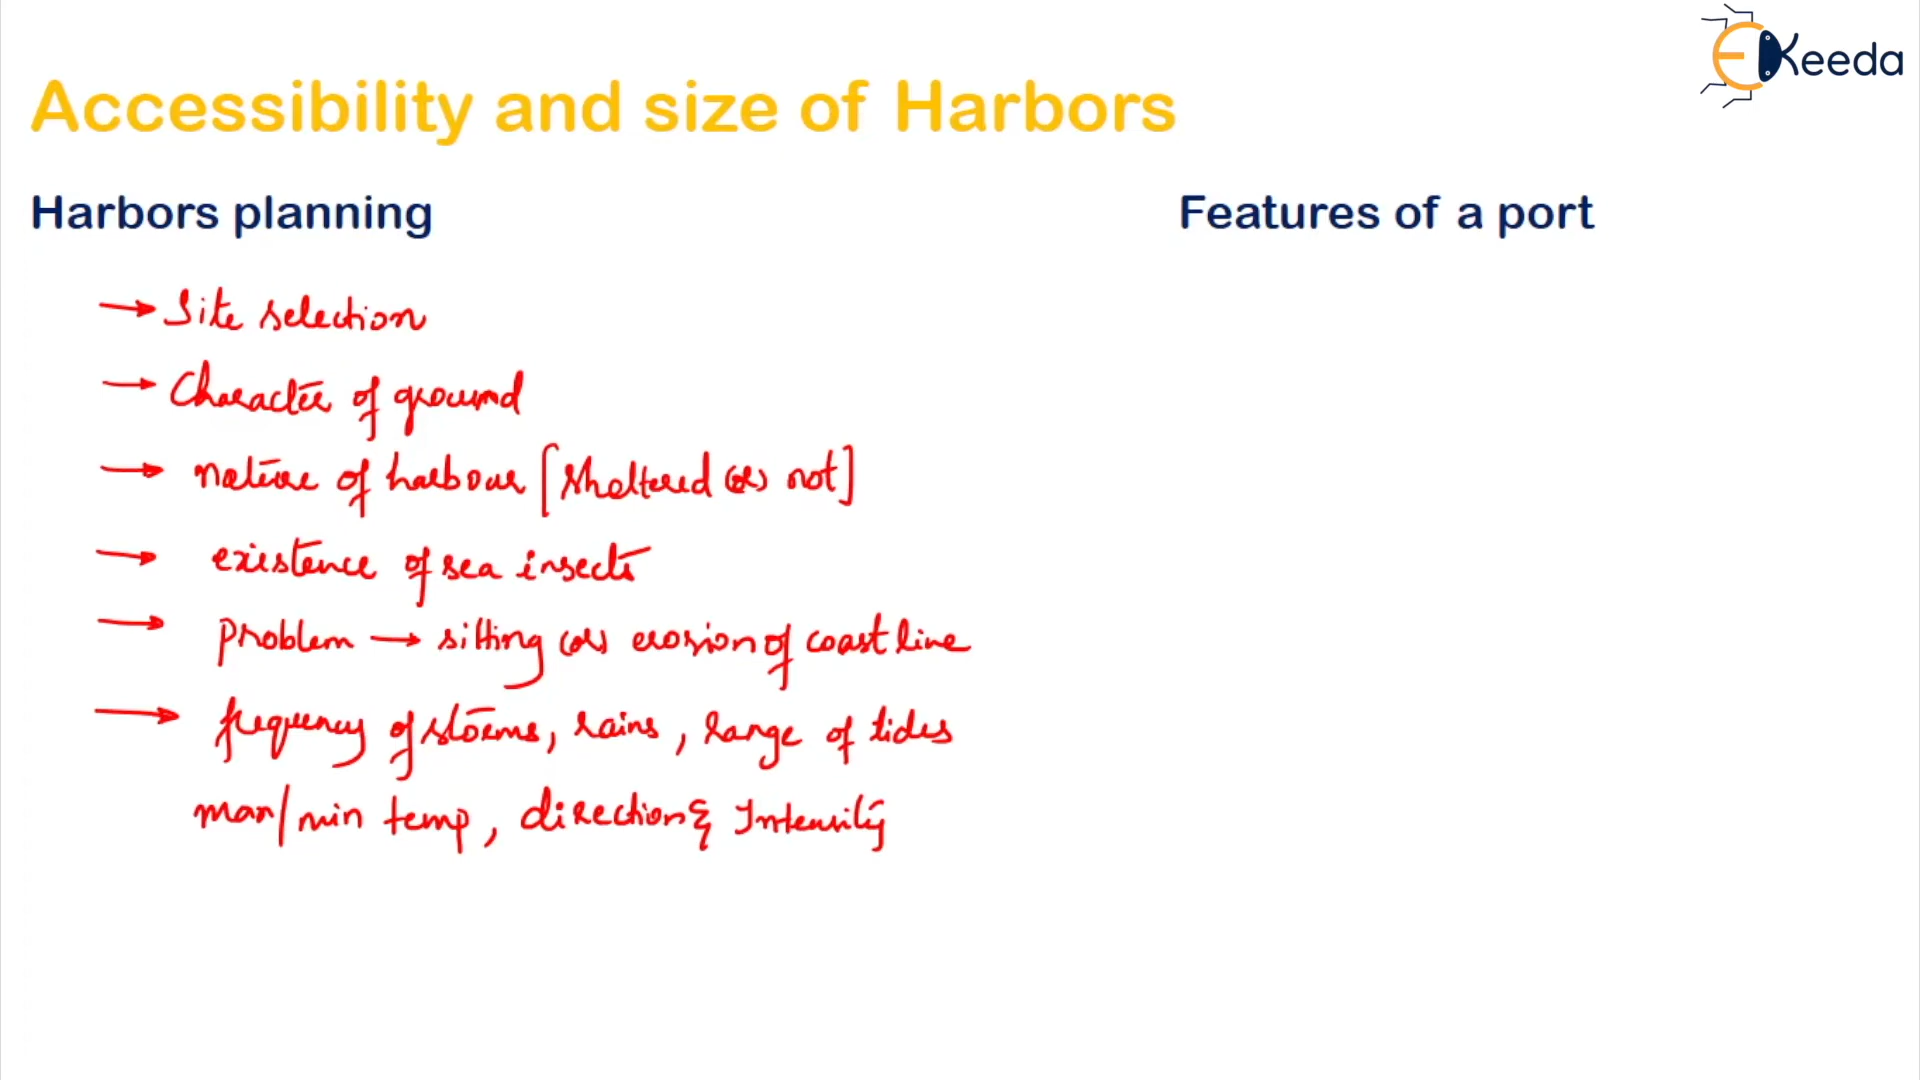 EKeeda
Accessibility and size of Harbors
Harbors planning
Features of a port
→ Site selection
→ Character of ground
→ nature of harbour [sheltered (or) not]
→ existence of sea insects
→ problem → silting (or) erosion of coast line
→ frequency of storms, rains, range of tides
max/min temp, direction & Intensity